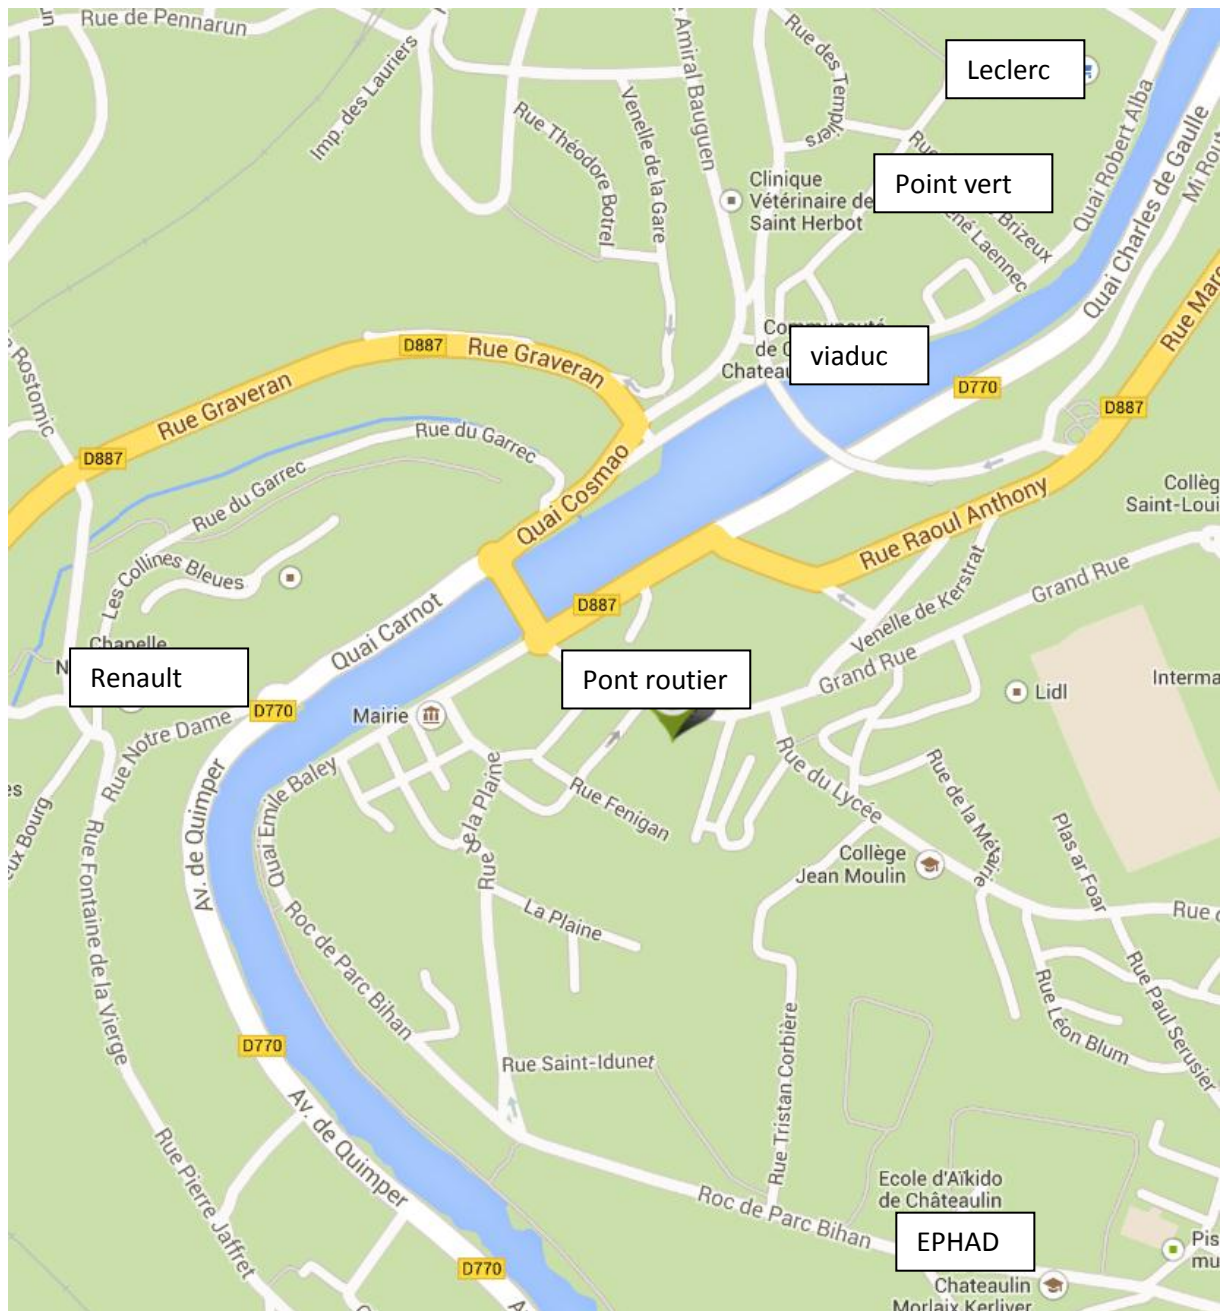 Rue de Pennarun
Imp. des Lauriers
Rue Théodore Botrel
Venelle de la Gare
Amiral Bauguen
Rue des Templiers
Leclerc
Quai Robert Alba
Quai Charles de Gaulle
Point vert
Clinique
Vétérinaire de
Saint Herbot
Brizeux
Laennec
viaduc
D770
D887
Rue Graveran
D887
Rue Graveran
D887
Rostomic
Rue du Garrec
Rue du Garrec
Quai Cosmao
Rue Raoul Anthony
Les Collines Bleues
Quai Carnot
D887
Venelle de Kerstrat
Grand Rue
Grand Rue
Chapelle
Renault
Pont routier
Lidl
D770
Mairie
Rue Notre Dame
Av. de Quimper
Quai Emile Baley
Rue de la Plaine
Rue Fenigan
Rue du Lycée
Rue de la Métairie
Plas ar Foar
Collège
Jean Moulin
Rue Fontaine de la Vierge
Roc de Parc Bihan
La Plaine
Rue Paul Serusier
Rue Léon Blum
D770
Rue Saint-Idunet
Rue Tristan Corbière
Av. de Quimper
Rue Pierre Jaffret
Roc de Parc Bihan
Ecole d'Aïkido
de Châteaulin
EPHAD
D770
Chateaulin
Morlaix Kerliver